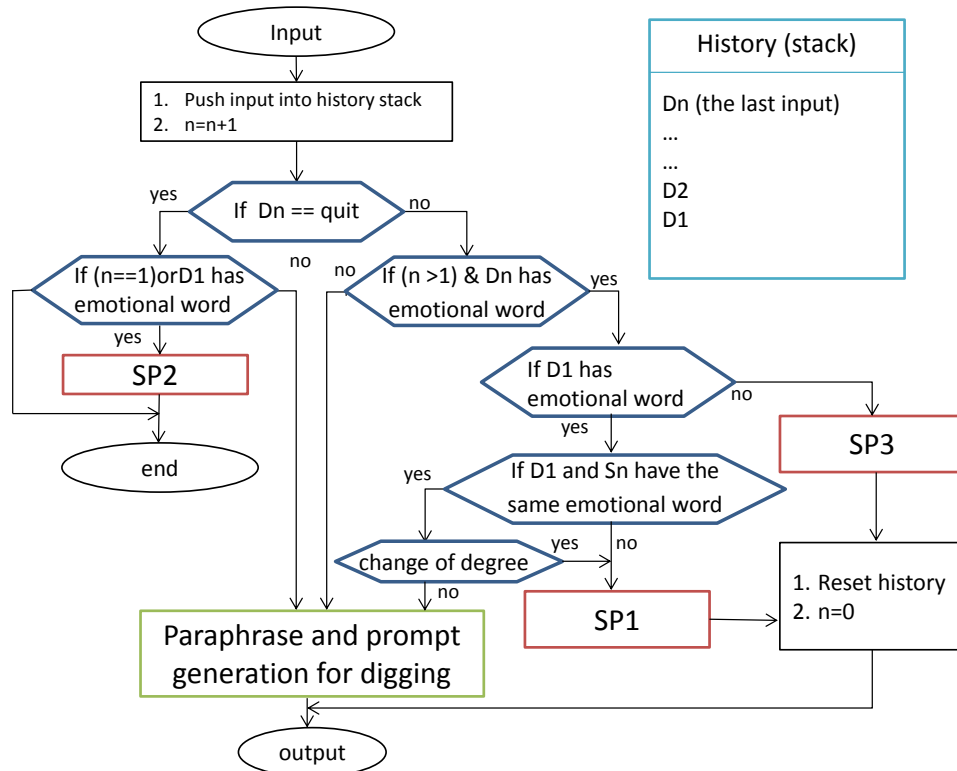 Input
History (stack)
1. Push input into history stack
2. n=n+1
Dn (the last input)
...
...
D2
D1
yes
If Dn == quit
no
If (n==1)orD1 has
emotional word
no
no
If (n >1) & Dn has
emotional word
yes
yes
SP2
If D1 has
emotional word
no
yes
end
SP3
If D1 and Sn have the
same emotional word
yes
change of degree
yes
no
no
1. Reset history
2. n=0
SP1
Paraphrase and prompt
generation for digging
output